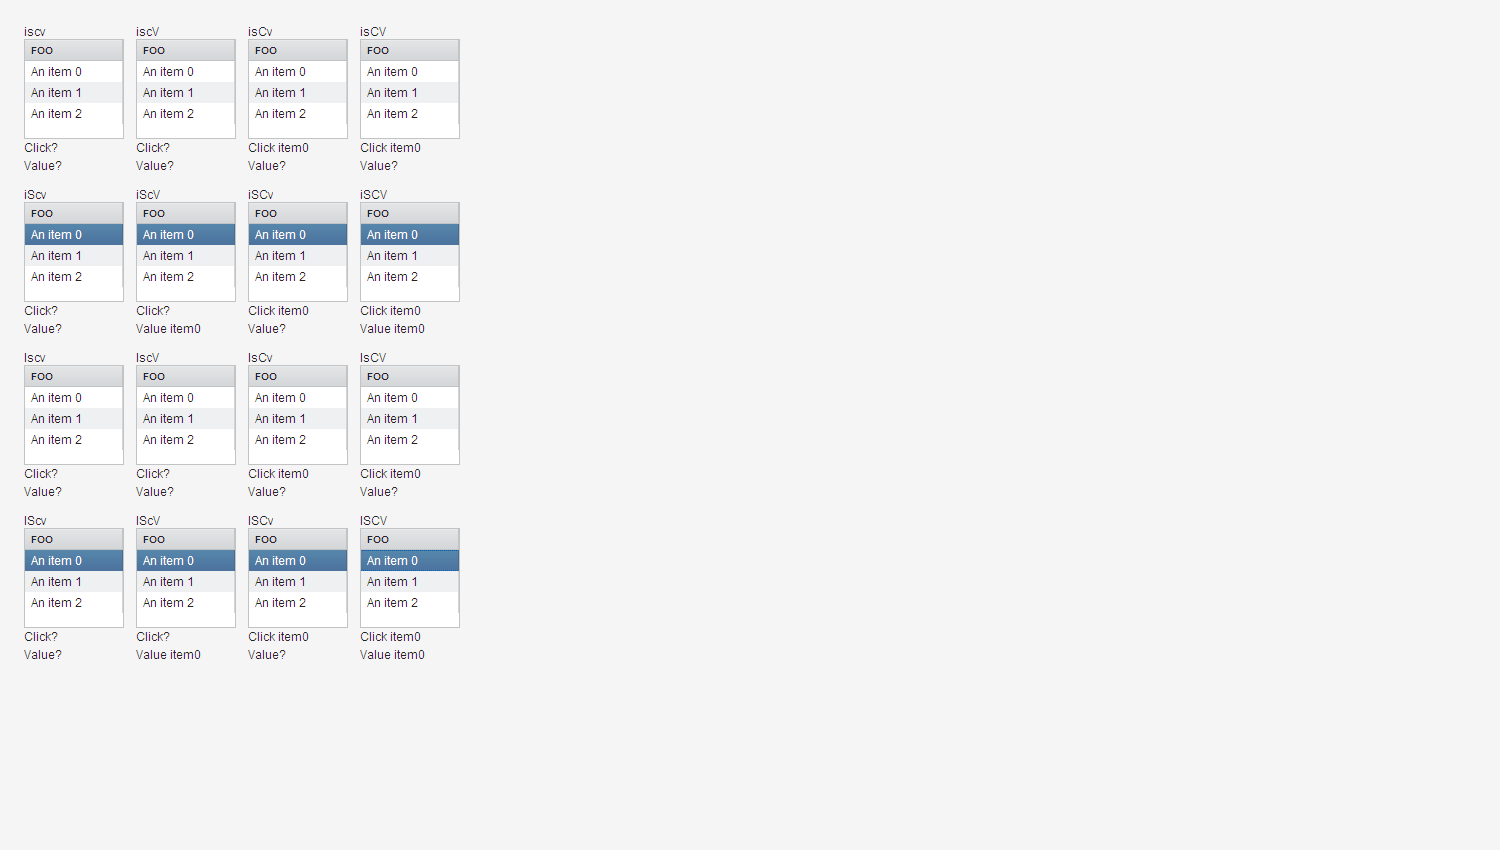 iscv iscV isCv isCV
FOO FOO FOO FOO
An item 0 An item 0 An item 0 An item 0
An item 1 An item 1 An item 1 An item 1
An item 2 An item 2 An item 2 An item 2
Click? Click? Click item0 Click item0
Value? Value? Value? Value?
iScv iScV iSCv iSCV
FOO FOO FOO FOO
An item 0 An item 0 An item 0 An item 0
An item 1 An item 1 An item 1 An item 1
An item 2 An item 2 An item 2 An item 2
Click? Click? Click item0 Click item0
Value? Value item0 Value? Value item0
Iscv IscV IsCv IsCV
FOO FOO FOO FOO
An item 0 An item 0 An item 0 An item 0
An item 1 An item 1 An item 1 An item 1
An item 2 An item 2 An item 2 An item 2
Click? Click? Click item0 Click item0
Value? Value? Value? Value?
IScv IScV ISCv ISCV
FOO FOO FOO FOO
An item 0 An item 0 An item 0 An item 0
An item 1 An item 1 An item 1 An item 1
An item 2 An item 2 An item 2 An item 2
Click? Click? Click item0 Click item0
Value? Value item0 Value? Value item0